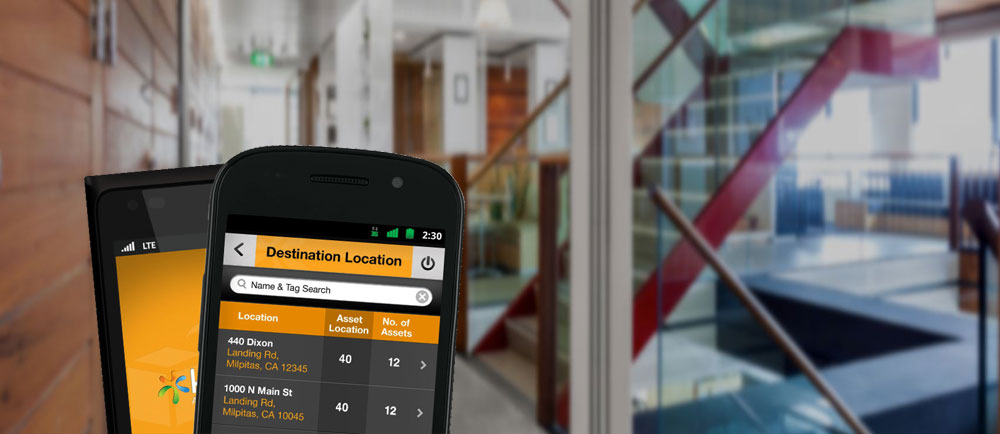 LTE
2:30
Destination Location
Name & Tag Search
Location
Asset
Location
No. of
Assets
440 Dixon
Landing Rd,
Milpitas, CA 12345
40
12
1000 N Main St
Landing Rd,
Milpitas, CA 10045
40
12